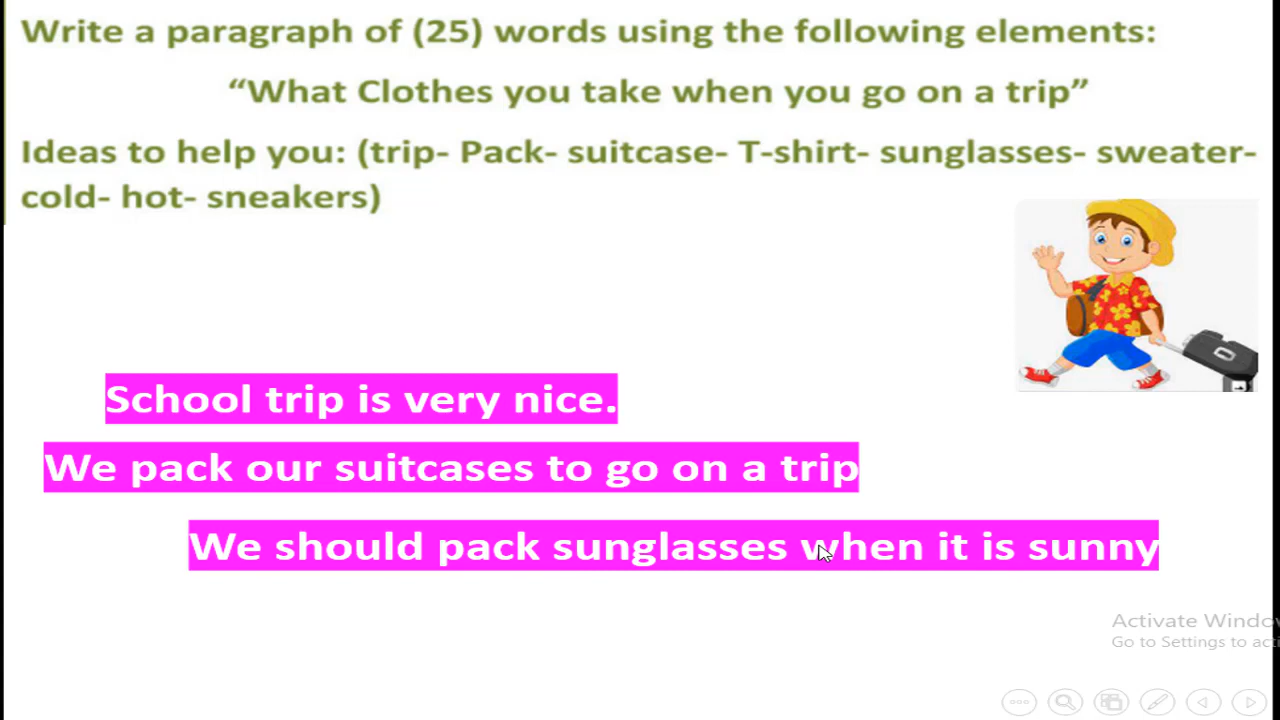 Write a paragraph of (25) words using the following elements:
“What Clothes you take when you go on a trip”
Ideas to help you: (trip- Pack- suitcase- T-shirt- sunglasses- sweater-
cold- hot- sneakers)
School trip is very nice.
We pack our suitcases to go on a trip
We should pack sunglasses when it is sunny
Activate Windo
Go to Settings to acti